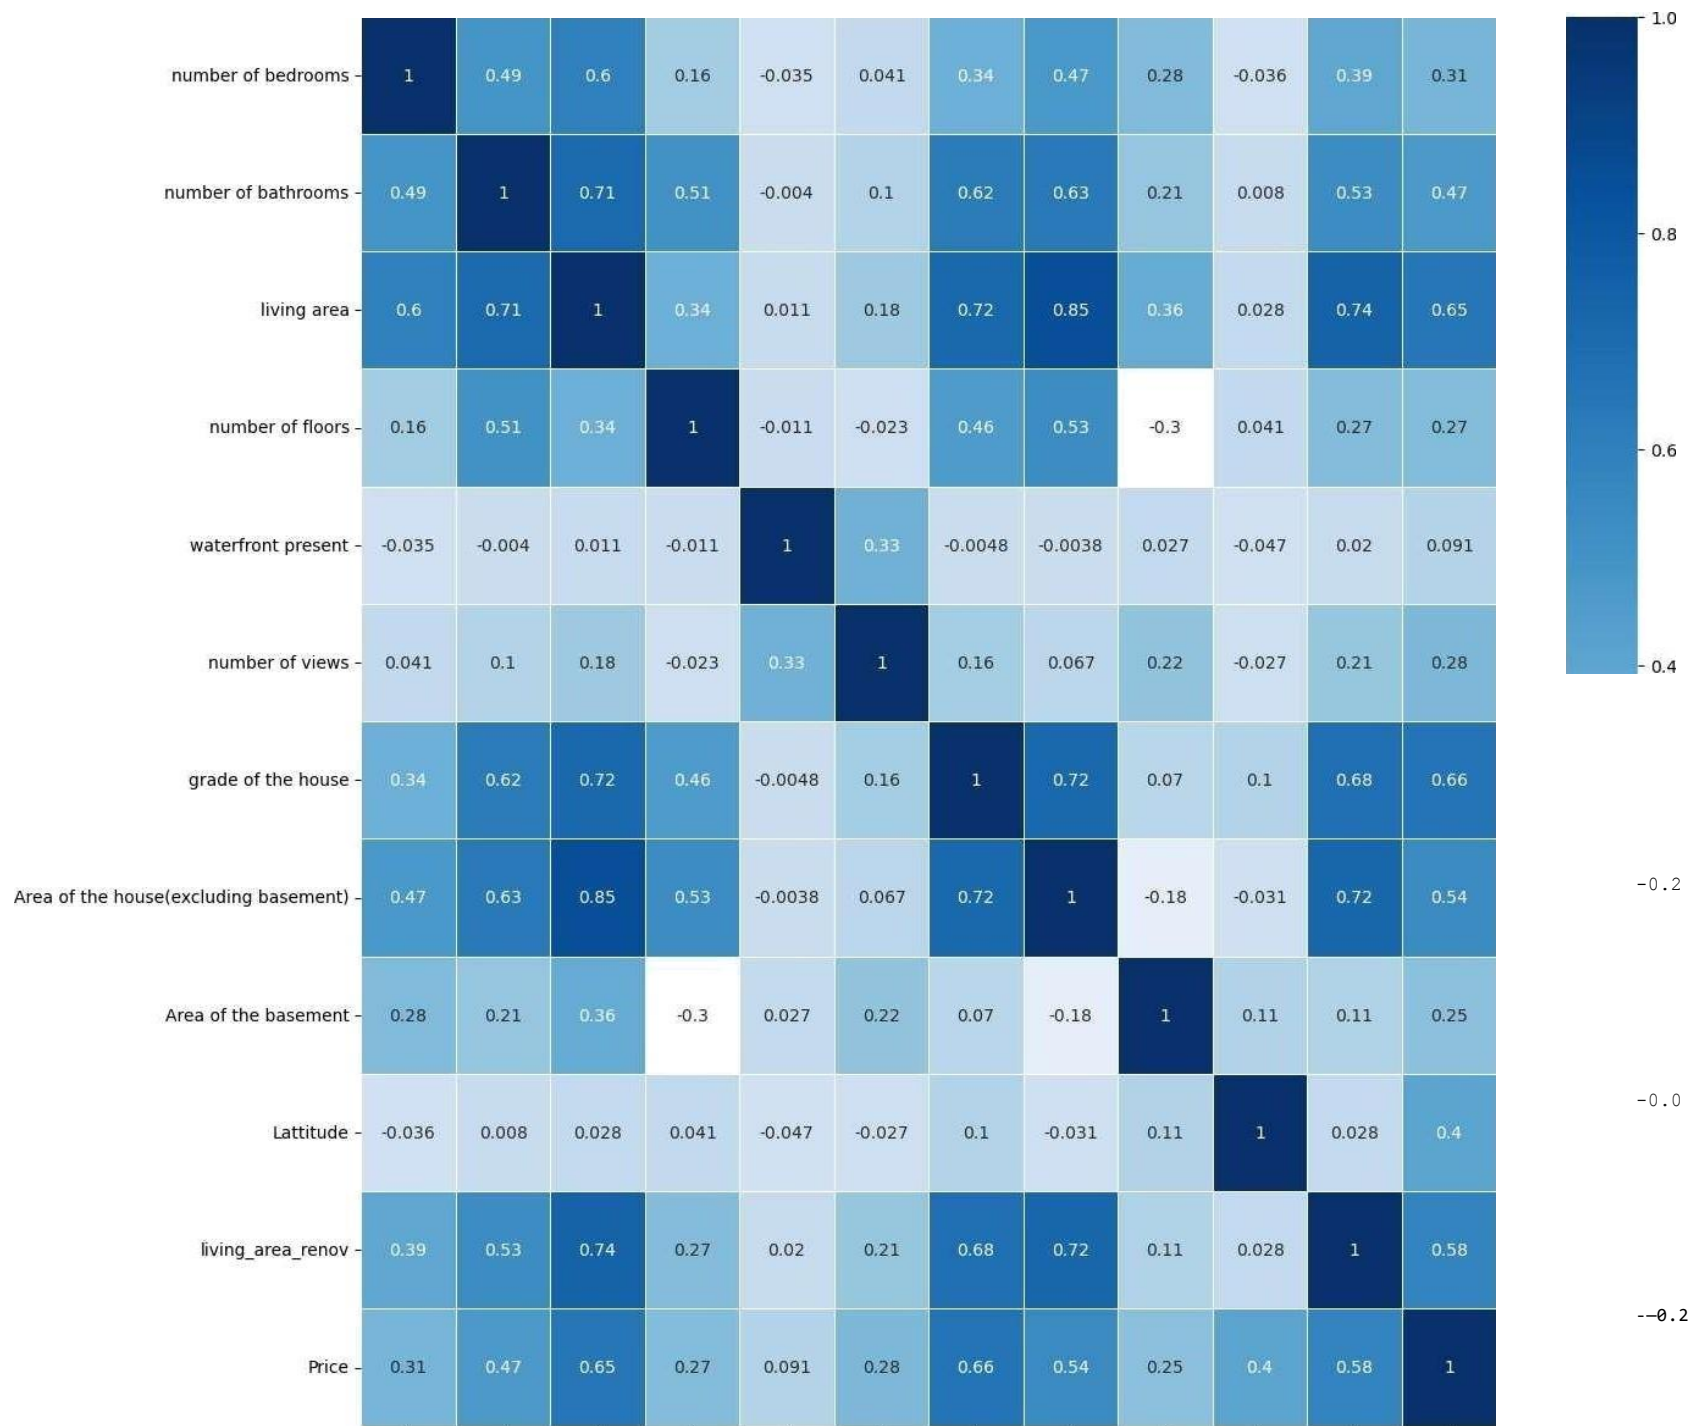 number of bedrooms 1 0.49 0.6 0.16 -0.035 0.041 0.34 0.47 0.28 -0.036 0.39 0.31
number of bathrooms 0.49 1 0.71 0.51 -0.004 0.1 0.62 0.63 0.21 0.008 0.53 0.47
living area 0.6 0.71 1 0.34 0.011 0.18 0.72 0.85 0.36 0.028 0.74 0.65
number of floors 0.16 0.51 0.34 1 -0.011 -0.023 0.46 0.53 -0.3 0.041 0.27 0.27
waterfront present -0.035 -0.004 0.011 -0.011 1 0.33 -0.0048 -0.0038 0.027 -0.047 0.02 0.091
number of views 0.041 0.1 0.18 -0.023 0.33 1 0.16 0.067 0.22 -0.027 0.21 0.28
grade of the house 0.34 0.62 0.72 0.46 -0.0048 0.16 1 0.72 0.07 0.1 0.68 0.66
Area of the house(excluding basement) 0.47 0.63 0.85 0.53 -0.0038 0.067 0.72 1 -0.18 -0.031 0.72 0.54
Area of the basement 0.28 0.21 0.36 -0.3 0.027 0.22 0.07 -0.18 1 0.11 0.11 0.25
Lattitude -0.036 0.008 0.028 0.041 -0.047 -0.027 0.1 -0.031 0.11 1 0.028 0.4
living_area_renov 0.39 0.53 0.74 0.27 0.02 0.21 0.68 0.72 0.11 0.028 1 0.58
Price 0.31 0.47 0.65 0.27 0.091 0.28 0.66 0.54 0.25 0.4 0.58 1
1.0
0.8
0.6
0.4
-0.2
-0.0
--0.2